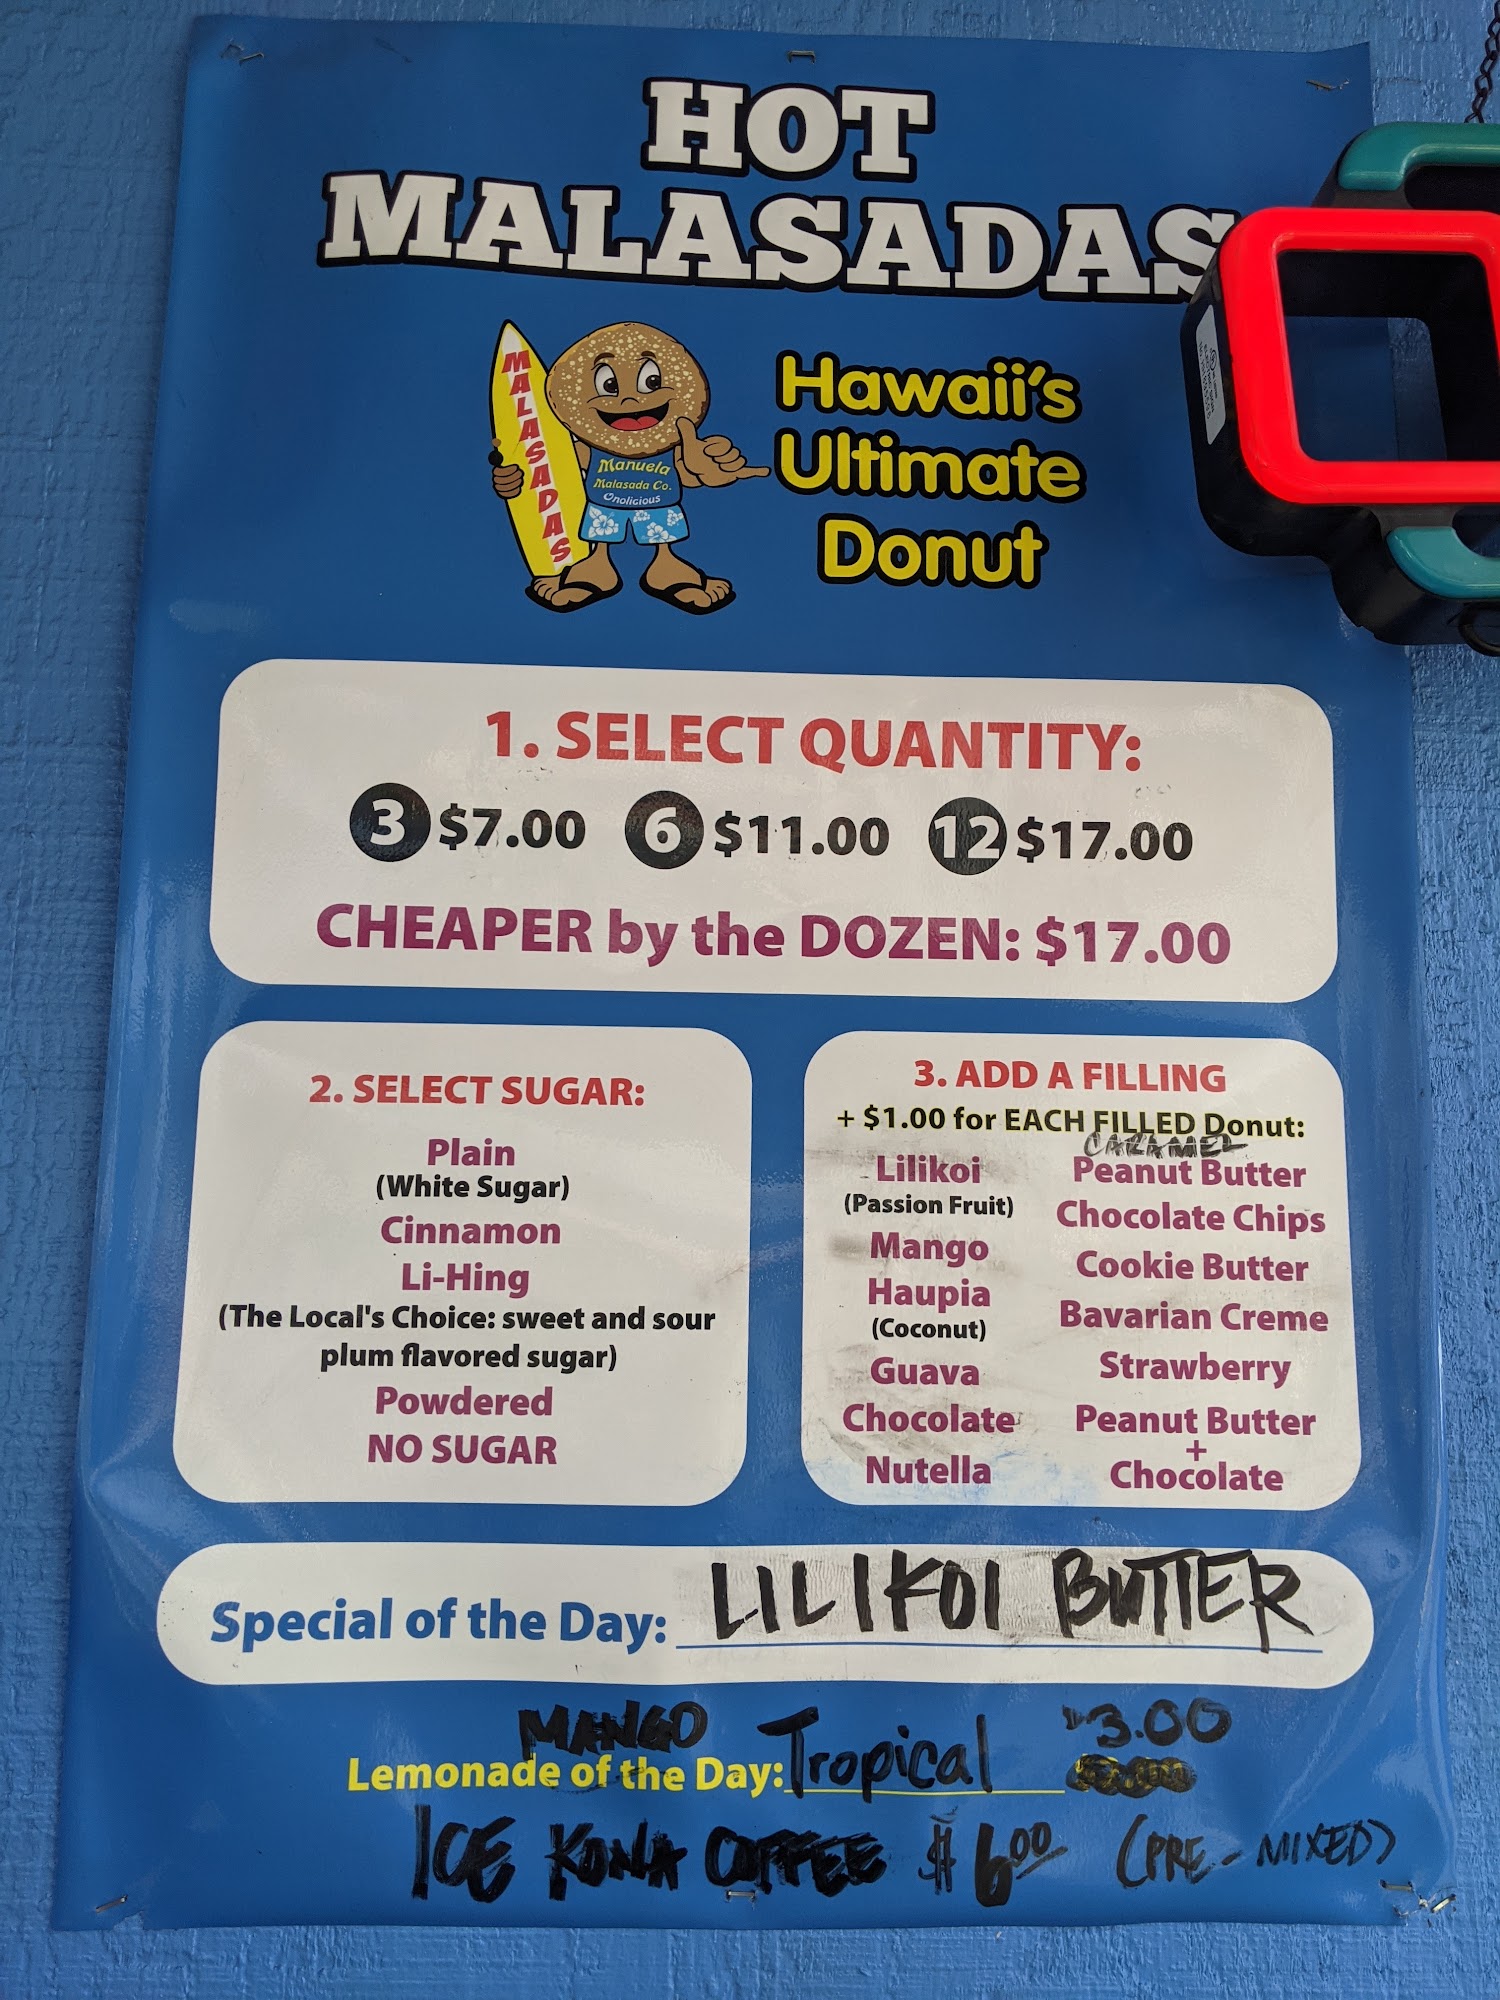 HOT
MALASADAS
MALASADAS
Manuela
Malasada Co.
Onolicious
Hawaii's
Ultimate
Donut
1. SELECT QUANTITY:
3 $7.00 6 $11.00 12 $17.00
CHEAPER by the DOZEN: $17.00
2. SELECT SUGAR:
Plain
(White Sugar)
Cinnamon
Li-Hing
(The Local's Choice: sweet and sour
plum flavored sugar)
Powdered
NO SUGAR
3. ADD A FILLING
+ $1.00 for EACH FILLED Donut:
Lilikoi
(Passion Fruit)
Mango
Haupia
(Coconut)
Guava
Chocolate
Nutella
CARAMEL
Peanut Butter
Chocolate Chips
Cookie Butter
Bavarian Creme
Strawberry
Peanut Butter
+
Chocolate
Special of the Day: LILIKOI BUTTER
MANGO
Lemonade of the Day: Tropical $3.00
ICE KONA COFFEE $6.00 (PRE-MIXED)